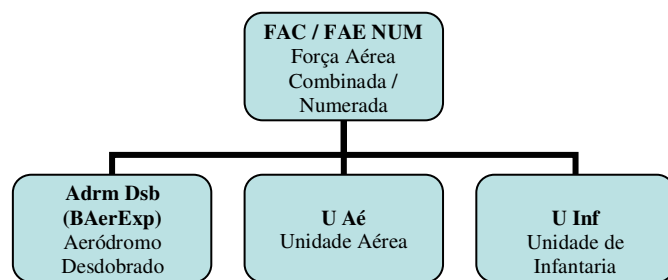 FAC / FAE NUM
Força Aérea
Combinada /
Numerada
Adrm Dsb
(BAerExp)
Aeródromo
Desdobrado
U Aé
Unidade Aérea
U Inf
Unidade de
Infantaria